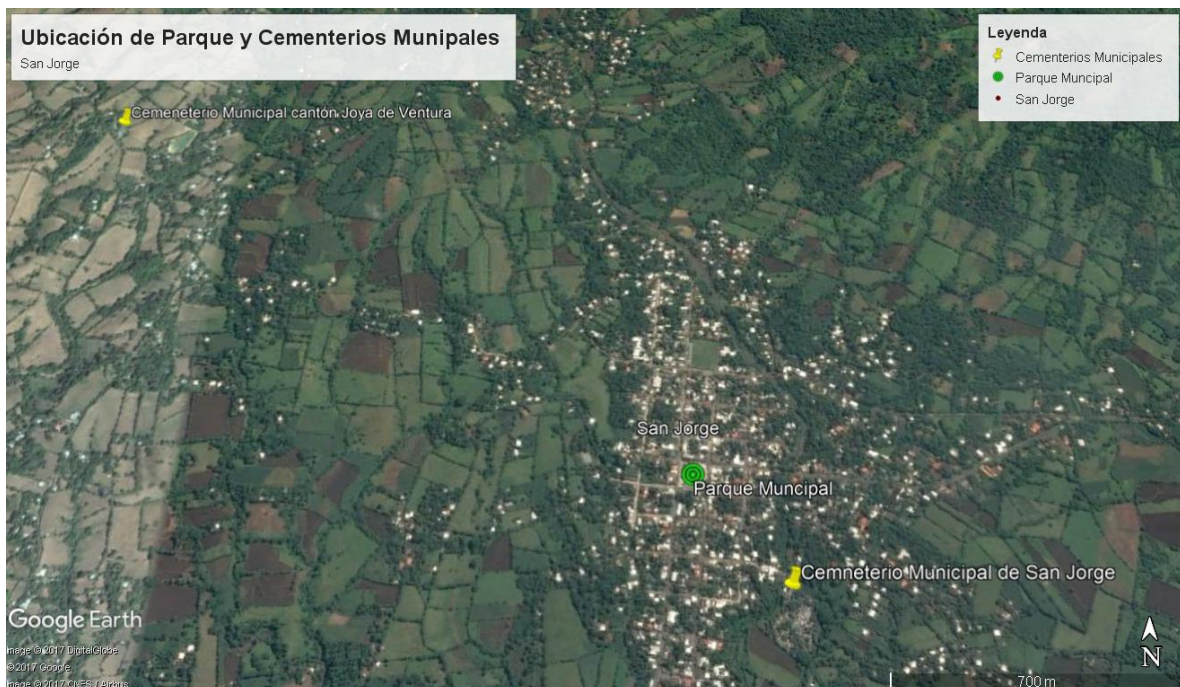 Ubicación de Parque y Cementerios Munipales
San Jorge
Leyenda
Cementerios Municipales
Parque Muncipal
San Jorge
Cemeneterio Municipal cantón Joya de Ventura
San Jorge
Parque Muncipal
Cemneterio Municipal de San Jorge
Google Earth
Image © 2017 DigitalGlobe
© 2017 Google
Image © 2017 CNES / Airbus
N
700 m